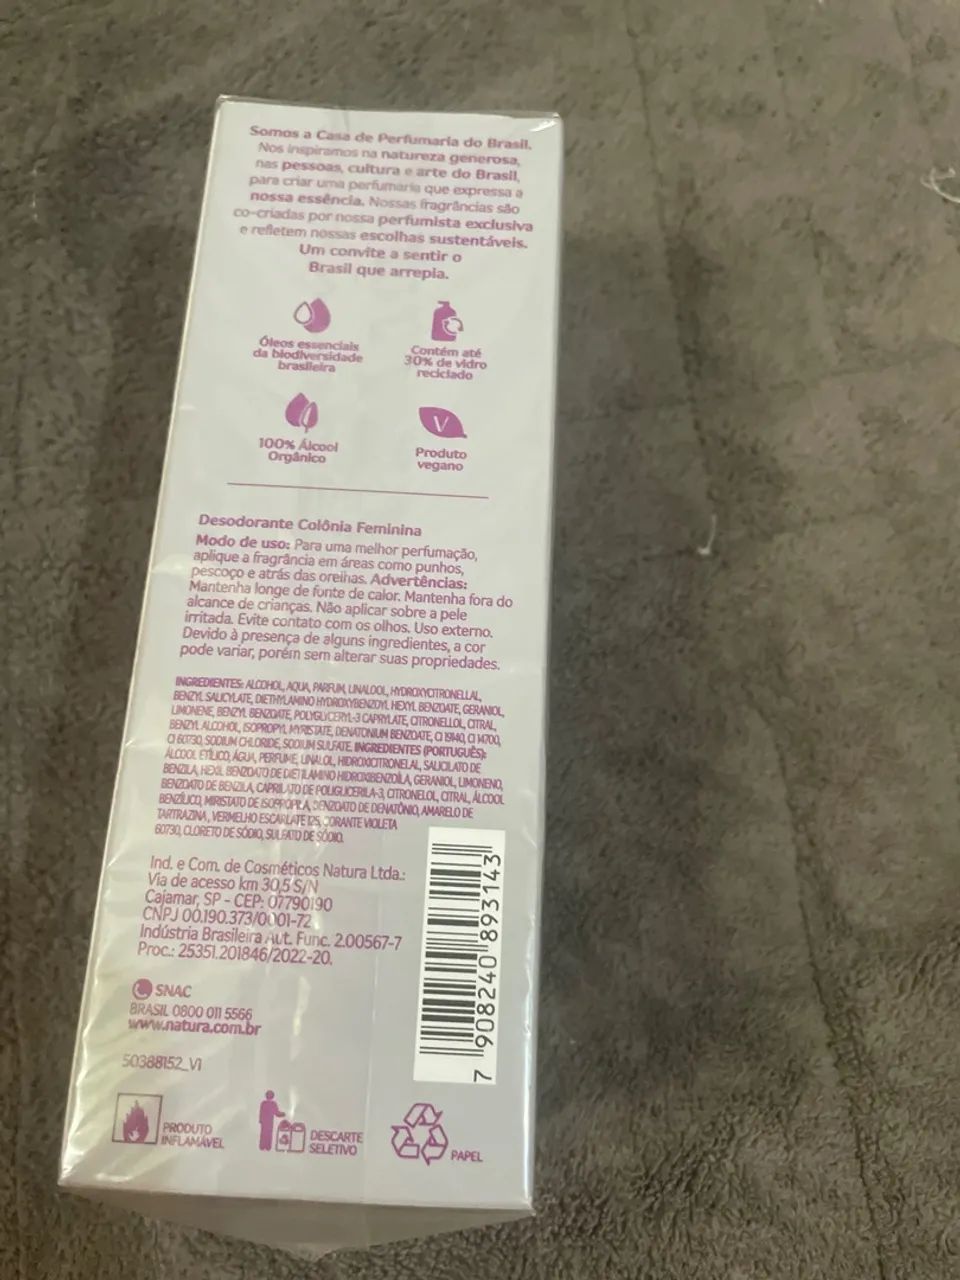 Somos a Casa de Perfumaria do Brasil.
Nos inspiramos na natureza generosa,
nas pessoas, cultura e arte do Brasil,
para criar uma perfumaria que expressa a
nossa essência. Nossas fragrâncias são
co-criadas por nossa perfumista exclusiva
e refletem nossas escolhas sustentáveis.
Um convite a sentir o
Brasil que arrepia.
Óleos essenciais
da biodiversidade
brasileira
Contém até
30% de vidro
reciclado
100% Álcool
Orgânico
V
Produto
vegano
Desodorante Colônia Feminina
Modo de uso: Para uma melhor perfumação,
aplique a fragrância em áreas como punhos,
pescoço e atrás das orelhas. Advertências:
Mantenha longe de fonte de calor. Mantenha fora do
alcance de crianças. Não aplicar sobre a pele
irritada. Evite contato com os olhos. Uso externo.
Devido à presença de alguns ingredientes, a cor
pode variar, porém sem alterar suas propriedades.
INGREDIENTES: ALCOHOL, AQUA, PARFUM, LINALOOL, HYDROXYCITRONELLAL,
BENZYL SALICYLATE, DIETHYLAMINO HYDROXYBENZOYL HEXYL BENZOATE, GERANIOL,
LIMONENE, BENZYL BENZOATE, POLYGLYCERYL-3 CAPRYLATE, CITRONELLOL, CITRAL,
BENZYL ALCOHOL, ISOPROPYL MYRISTATE, DENATONIUM BENZOATE, CI 19140, CI 14700,
CI 60730, SODIUM CHLORIDE, SODIUM SULFATE. INGREDIENTES (PORTUGUÊS):
ÁLCOOL ETÍLICO, ÁGUA, PERFUME, LINALOL, HIDROXICITRONELAL, SALICILATO DE
BENZILA, HEXIL BENZOATO DE DIETILAMINO HIDROXIBENZOÍLA, GERANIOL, LIMONENO,
BENZOATO DE BENZILA, CAPRILATO DE POLIGLICERILA-3, CITRONELOL, CITRAL, ÁLCOOL
BENZÍLICO, MIRISTATO DE ISOPROPILA, BENZOATO DE DENATÔNIO, AMARELO DE
TARTRAZINA, VERMELHO ESCARLATE 125, CORANTE VIOLETA
60730, CLORETO DE SÓDIO, SULFATO DE SÓDIO.
Ind. e Com. de Cosméticos Natura Ltda.:
Via de acesso km 30,5 S/N
Cajamar, SP - CEP: 07790190
CNPJ 00.190.373/0001-72
Indústria Brasileira Aut. Func. 2.00567-7
Proc.: 25351.201846/2022-20.
7 908240 893143
SNAC
BRASIL 0800 011 5566
www.natura.com.br
50388152_V1
PRODUTO
INFLAMÁVEL
DESCARTE
SELETIVO
PAPEL